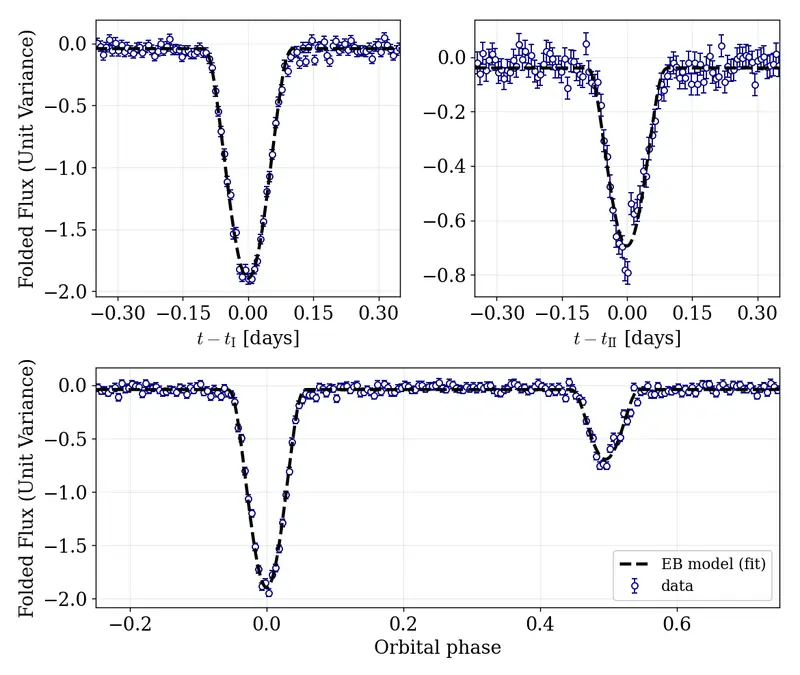 Folded Flux (Unit Variance)
0.0
−0.5
−1.0
−1.5
−2.0
−0.30 −0.15 0.00 0.15 0.30
t − tI [days]
0.0
−0.2
−0.4
−0.6
−0.8
−0.30 −0.15 0.00 0.15 0.30
t − tII [days]
Folded Flux (Unit Variance)
0.0
−0.5
−1.0
−1.5
−2.0
EB model (fit)
data
−0.2 0.0 0.2 0.4 0.6
Orbital phase